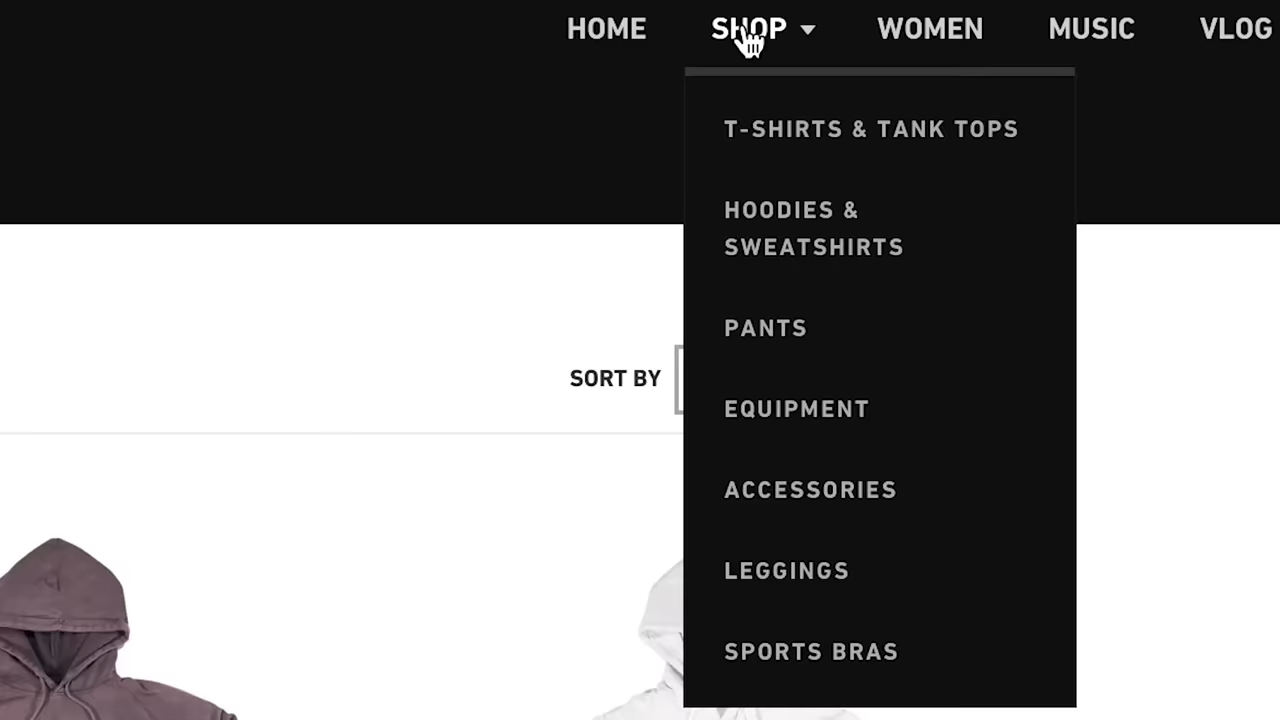 HOME SHOP WOMEN MUSIC VLOG
T-SHIRTS & TANK TOPS
HOODIES &
SWEATSHIRTS
PANTS
SORT BY
EQUIPMENT
ACCESSORIES
LEGGINGS
SPORTS BRAS